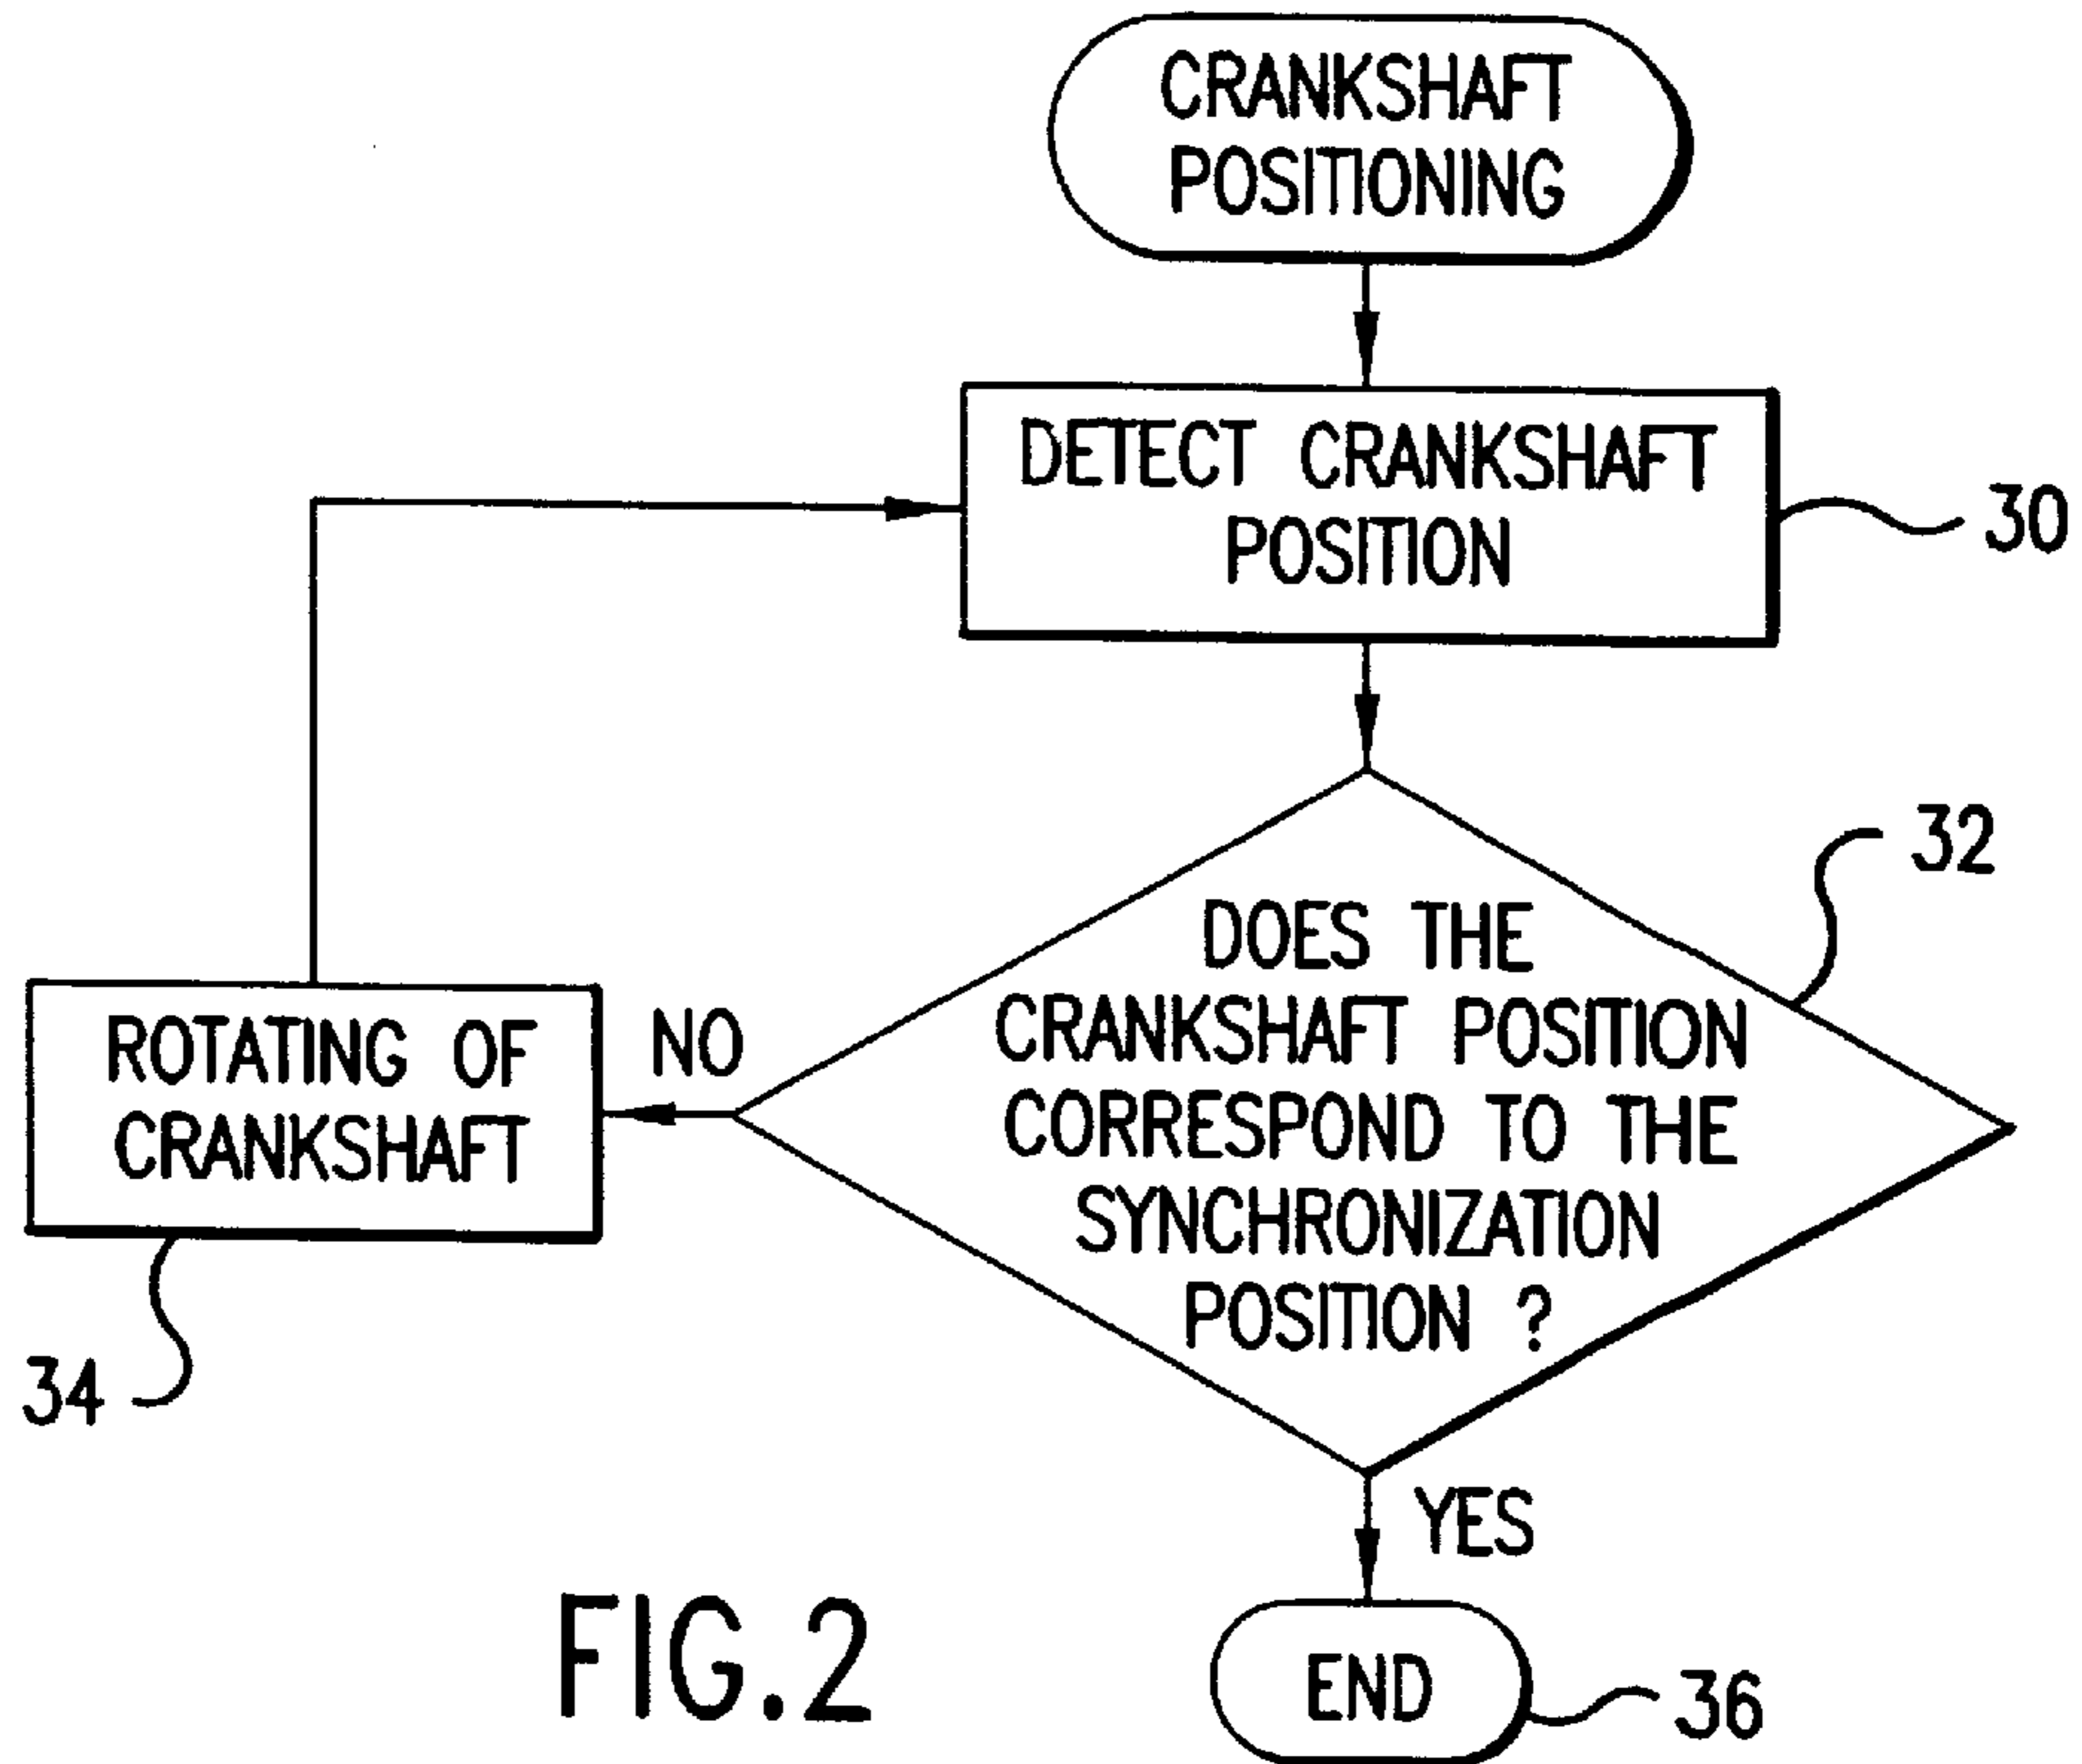 CRANKSHAFT
POSITIONING
DETECT CRANKSHAFT
POSITION
30
32
DOES THE
CRANKSHAFT POSITION
CORRESPOND TO THE
SYNCHRONIZATION
POSITION ?
NO
ROTATING OF
CRANKSHAFT
34
YES
END
36
FIG.2